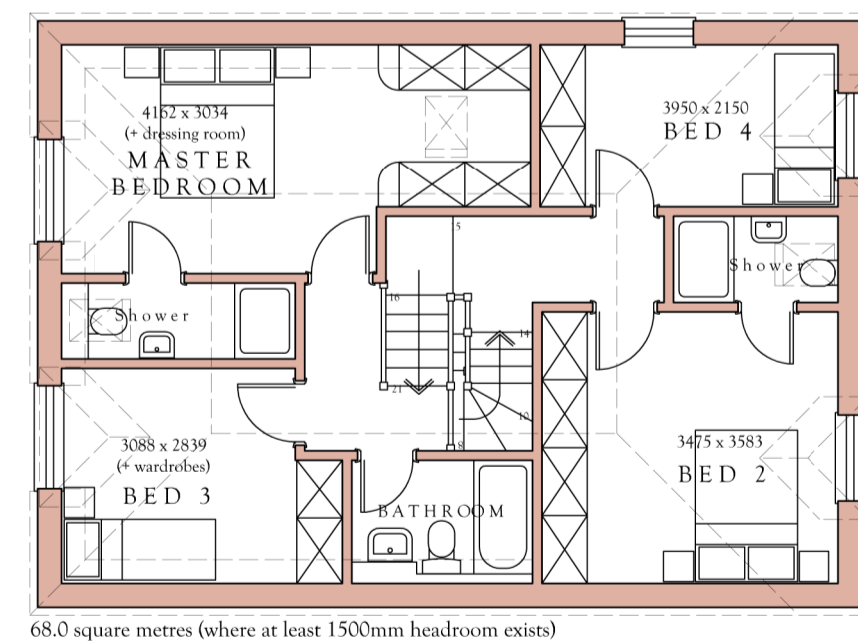 4162 x 3034
(+ dressing room)
MASTER
BEDROOM
3950 x 2150
BED 4
Shower
Shower
15
16
14
21
10
8
3088 x 2839
(+ wardrobes)
BED 3
BATHROOM
3475 x 3583
BED 2
68.0 square metres (where at least 1500mm headroom exists)